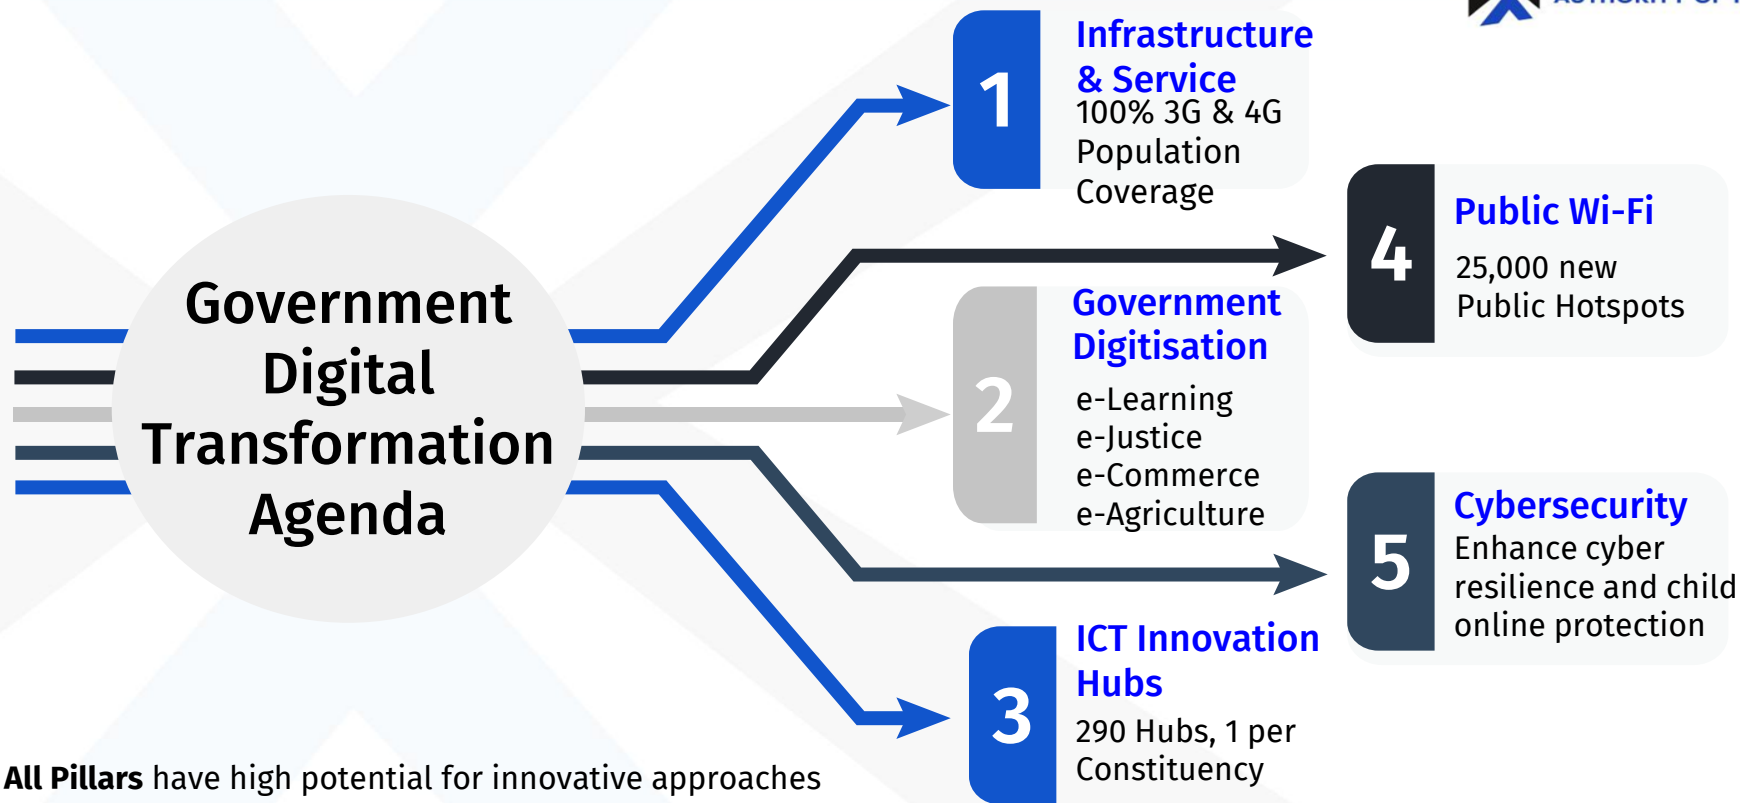 Government
Digital
Transformation
Agenda
1
Infrastructure
& Service
100% 3G & 4G
Population
Coverage
2
Government
Digitisation
e-Learning
e-Justice
e-Commerce
e-Agriculture
3
ICT Innovation
Hubs
290 Hubs, 1 per
Constituency
4
Public Wi-Fi
25,000 new
Public Hotspots
5
Cybersecurity
Enhance cyber
resilience and child
online protection
All Pillars have high potential for innovative approaches